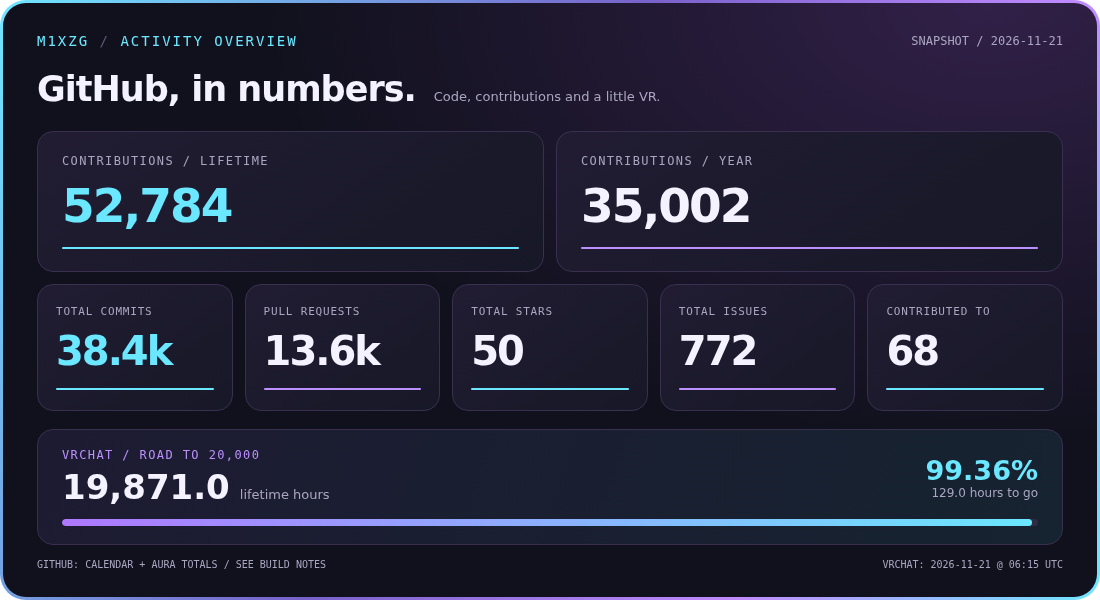 M1XZG / ACTIVITY OVERVIEW
SNAPSHOT / 2026-11-21
GitHub, in numbers. Code, contributions and a little VR.
CONTRIBUTIONS / LIFETIME
52,784
CONTRIBUTIONS / YEAR
35,002
TOTAL COMMITS
38.4k
PULL REQUESTS
13.6k
TOTAL STARS
50
TOTAL ISSUES
772
CONTRIBUTED TO
68
VRCHAT / ROAD TO 20,000
19,871.0 lifetime hours
99.36%
129.0 hours to go
GITHUB: CALENDAR + AURA TOTALS / SEE BUILD NOTES
VRCHAT: 2026-11-21 @ 06:15 UTC